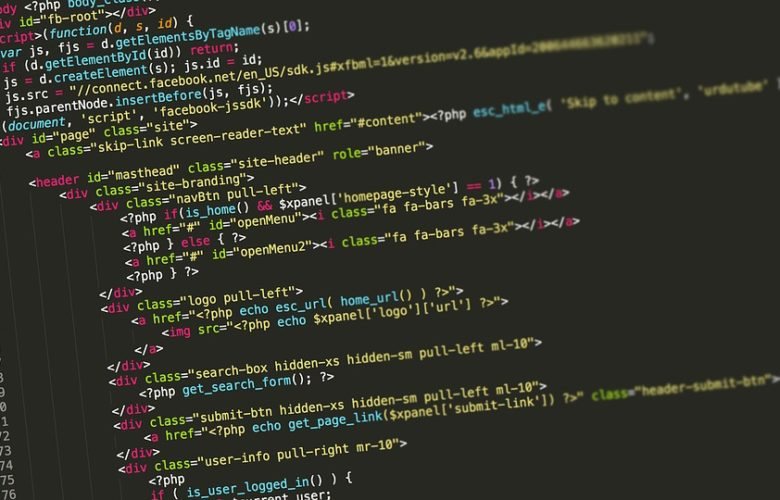 ody <?php body_class
iv id="fb-root"></div>
cript>(function(d, s, id) {
var js, fjs = d.getElementsByTagName(s)[0];
if (d.getElementById(id)) return;
js = d.createElement(s); js.id = id;
js.src = "//connect.facebook.net/en_US/sdk.js#xfbml=1&version=v2.6&appId=
fjs.parentNode.insertBefore(js, fjs);
(document, 'script', 'facebook-jssdk'));</script>
<div id="page" class="site">
<a class="skip-link screen-reader-text" href="#content"><?php esc_html_e( 'Skip to content', 'urdutube'
<header id="masthead" class="site-header" role="banner">
<div class="site-branding">
<div class="navBtn pull-left">
<?php if(is_home() && $xpanel['homepage-style'] == 1) { ?>
<a href="#" id="openMenu"><i class="fa fa-bars fa-3x"></i></a>
<?php } else { ?>
<a href="#" id="openMenu2"><i class="fa fa-bars fa-3x"></i></a>
<?php } ?>
</div>
<div class="logo pull-left">
<a href="<?php echo esc_url( home_url() ) ?>">
<img src="<?php echo $xpanel['logo']['url'] ?>">
</a>
</div>
<div class="search-box hidden-xs hidden-sm pull-left ml-10">
<?php get_search_form(); ?>
</div>
<div class="submit-btn hidden-xs hidden-sm pull-left ml-10">
72 <a href="<?php echo get_page_link($xpanel['submit-link']) ?>" class="header-submit-btn">
73 </div>
74 <div class="user-info pull-right mr-10">
75 <?php
76 if ( is_user_logged_in() ) {
current_user;